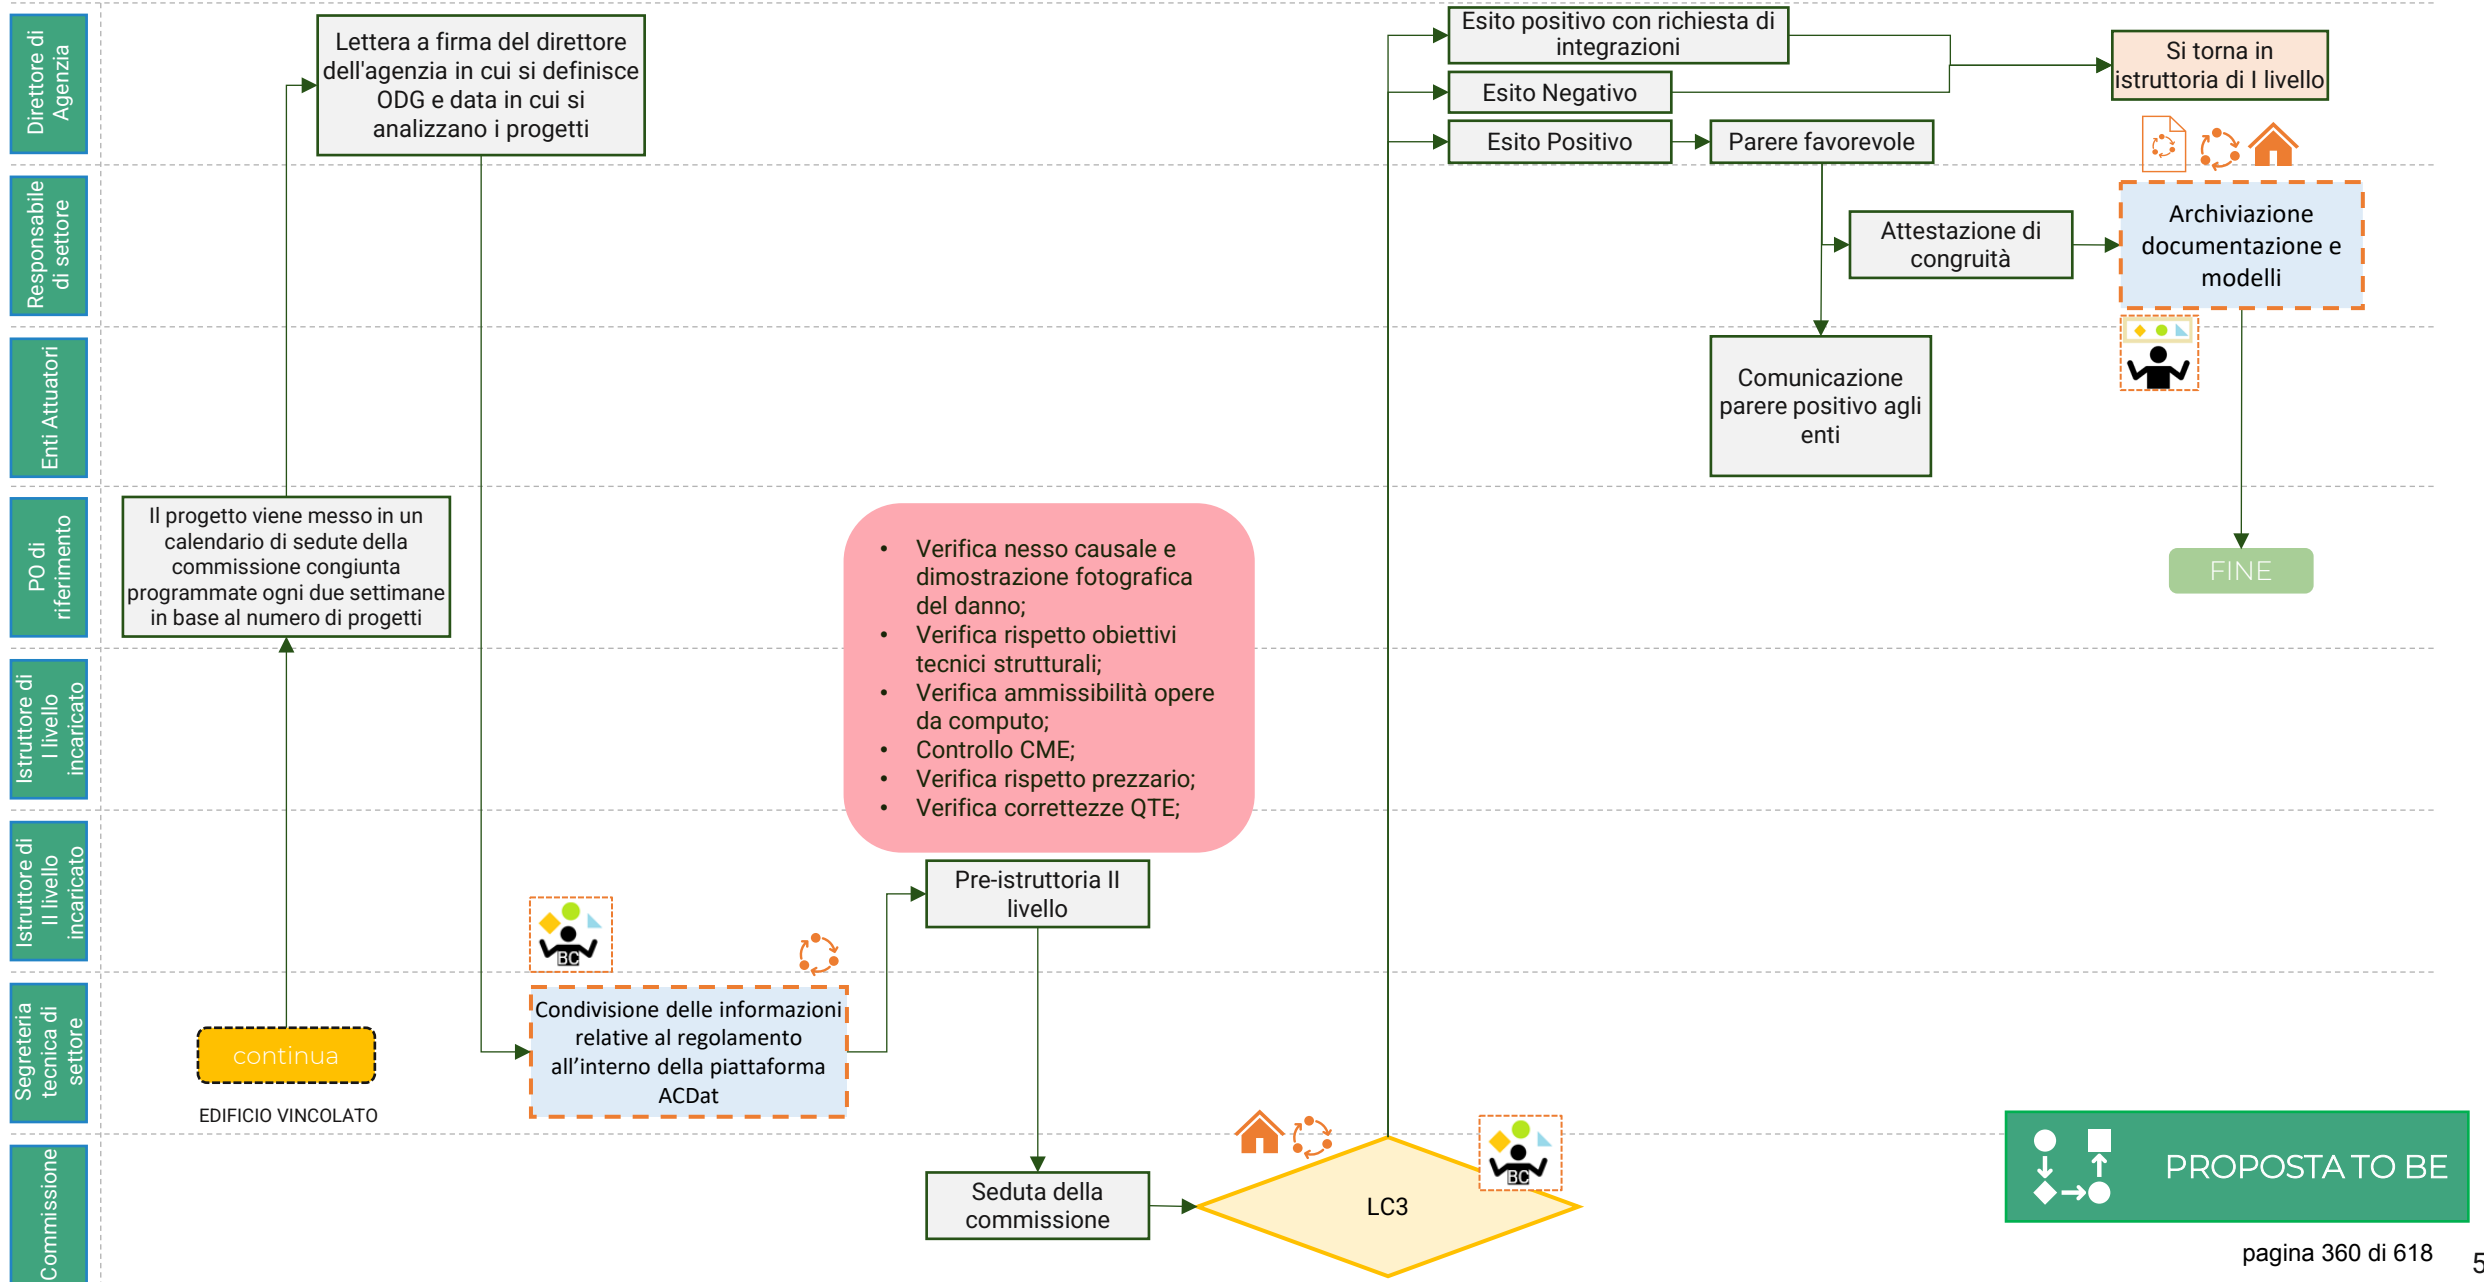 Direttore di
Agenzia
Lettera a firma del direttore
dell'agenzia in cui si definisce
ODG e data in cui si
analizzano i progetti
Esito positivo con richiesta di
integrazioni
Esito Negativo
Esito Positivo
Parere favorevole
Si torna in
istruttoria di I livello
Responsabile
di settore
Attestazione di
congruità
Archiviazione
documentazione e
modelli
Enti Attuatori
Comunicazione
parere positivo agli
enti
PO di
riferimento
Il progetto viene messo in un
calendario di sedute della
commissione congiunta
programmate ogni due settimane
in base al numero di progetti
• Verifica nesso causale e
dimostrazione fotografica
del danno;
• Verifica rispetto obiettivi
tecnici strutturali;
• Verifica ammissibilità opere
da computo;
• Controllo CME;
• Verifica rispetto prezzario;
• Verifica correttezze QTE;
FINE
Istruttore di
I livello
incaricato
Istruttore di
II livello
incaricato
BC
Pre-istruttoria II
livello
Segreteria
tecnica di
settore
continua
EDIFICIO VINCOLATO
Condivisione delle informazioni
relative al regolamento
all’interno della piattaforma
ACDat
Commissione
Seduta della
commissione
LC3
BC
PROPOSTA TO BE
pagina 360 di 618
5